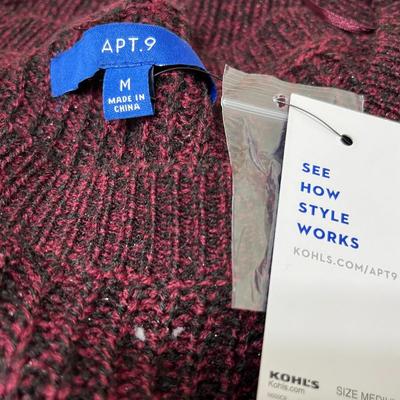 APT.9
M
MADE IN
CHINA
SEE
HOW
STYLE
WORKS
KOHLS.COM/APT9
KOHL'S
Kohls.com
SIZE MEDIU